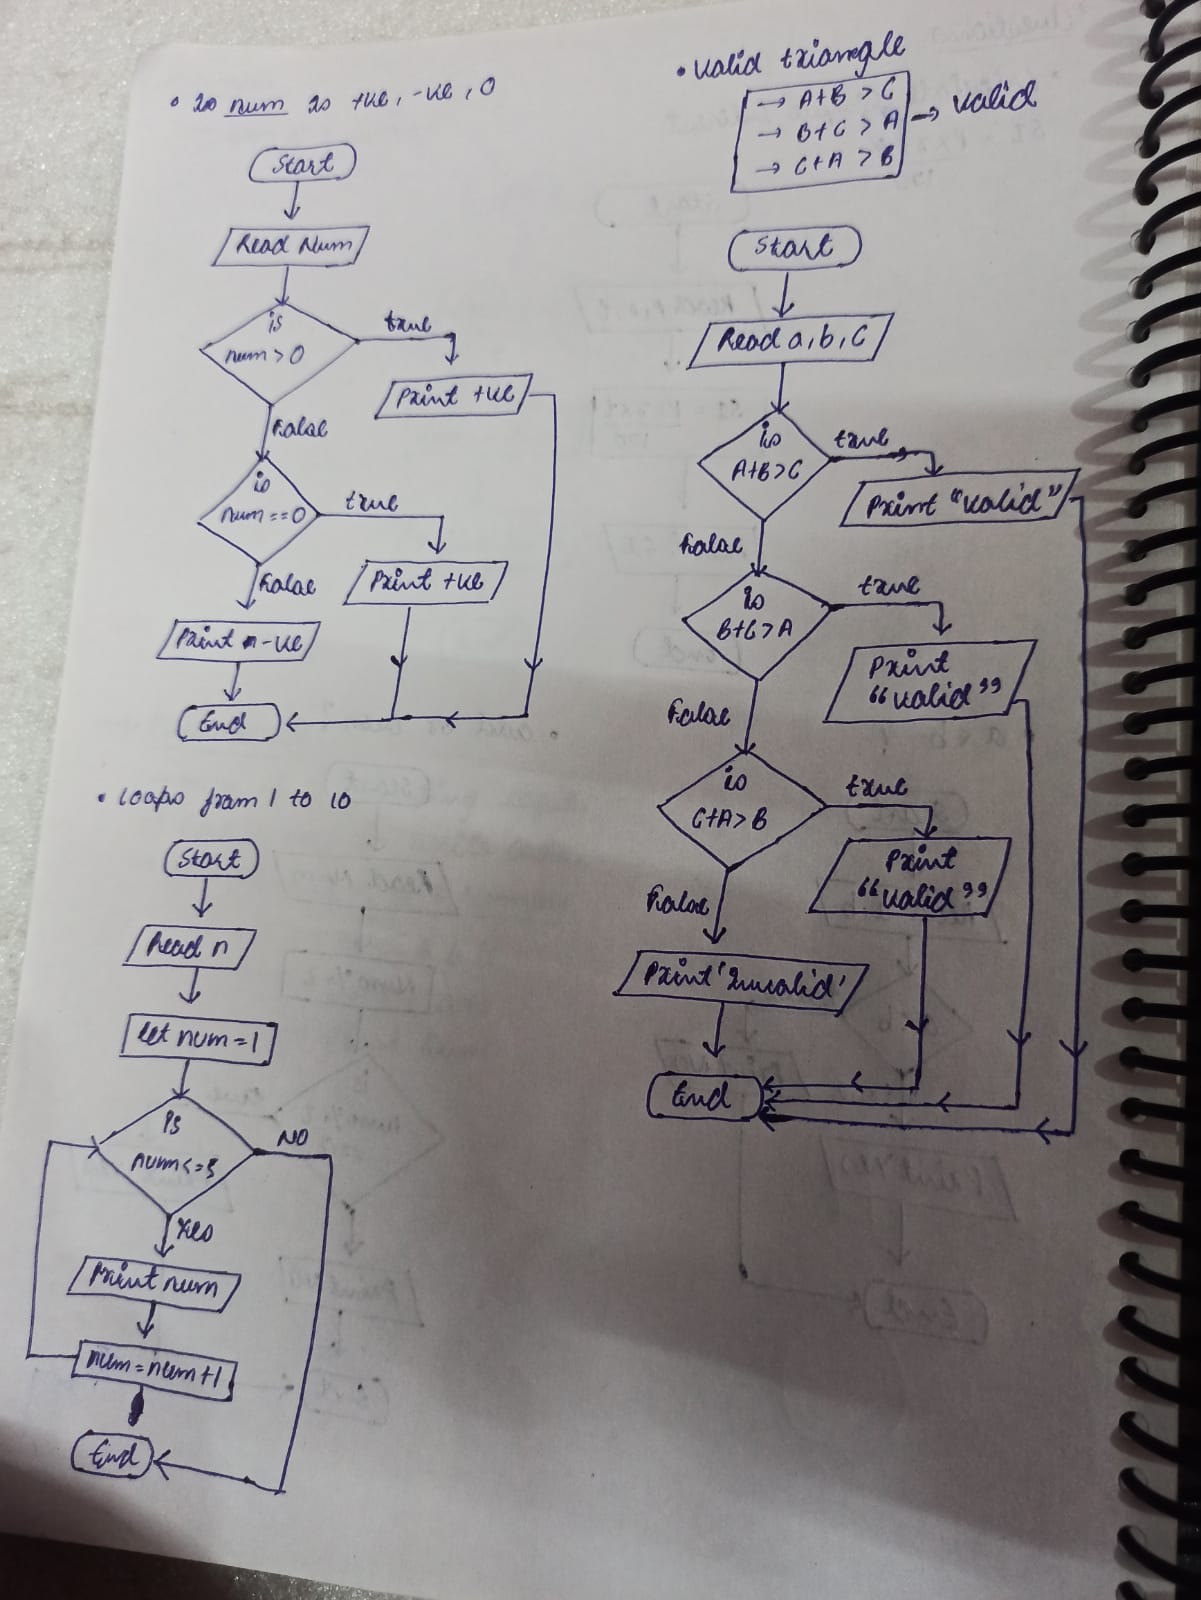 • Is num is +ve, -ve, 0
Start
Read Num
is
num>0
true
Print +ve
False
is
num==0
true
Print +ve
False
Print -ve
End
• Loops from 1 to 10
Start
Read n
let num=1
Is
num<=5
NO
Yes
Print num
num=num+1
End
• Valid triangle
→ A+B > C
→ B+C > A
→ C+A > B
→ valid
Start
Read a, b, c
is
A+B>C
true
Print "valid"
False
is
B+C>A
true
Print
"valid"
False
is
C+A>B
true
Print
"valid"
False
Print 'Invalid'
End